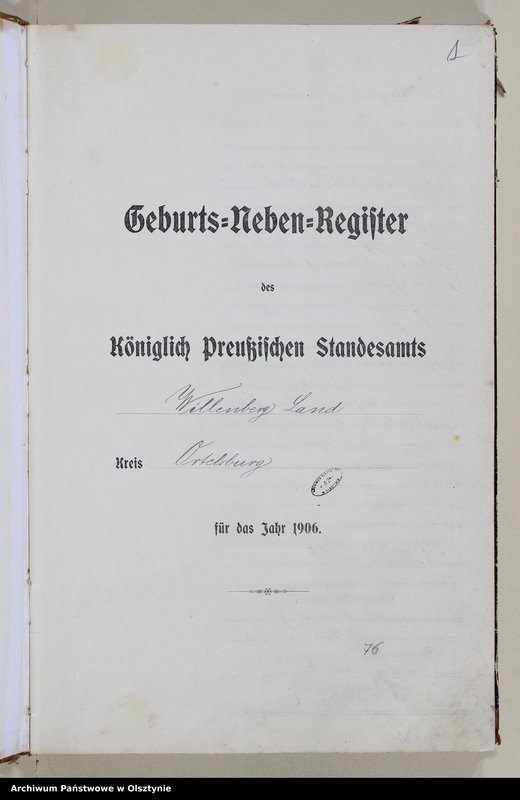 1
Geburts=Neben=Register
des
Königlich Preußischen Standesamts
Willenberg Land
Kreis Ortelsburg
für das Jahr 1906.
76
Archiwum Państwowe w Olsztynie